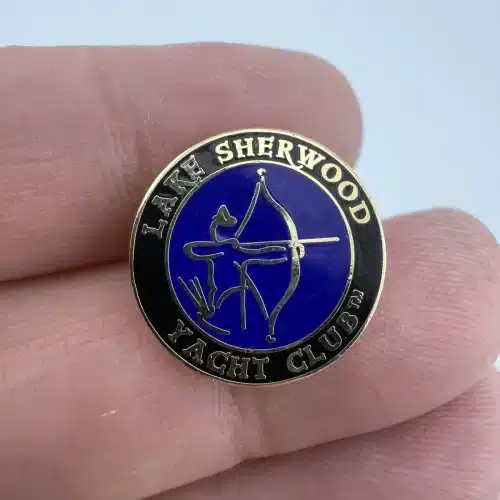 LAKE SHERWOOD
YACHT CLUB™